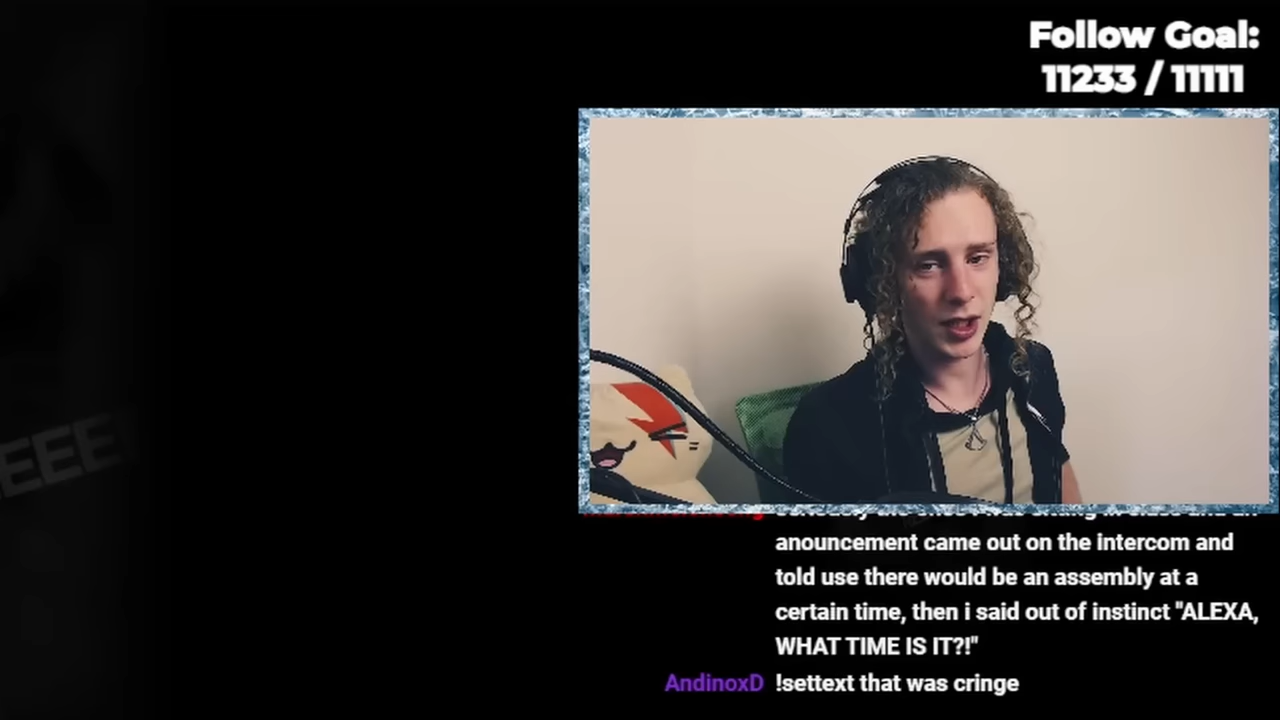 Follow Goal:
11233 / 11111
anouncement came out on the intercom and
told use there would be an assembly at a
certain time, then i said out of instinct "ALEXA,
WHAT TIME IS IT?!"
AndinoxD !settext that was cringe